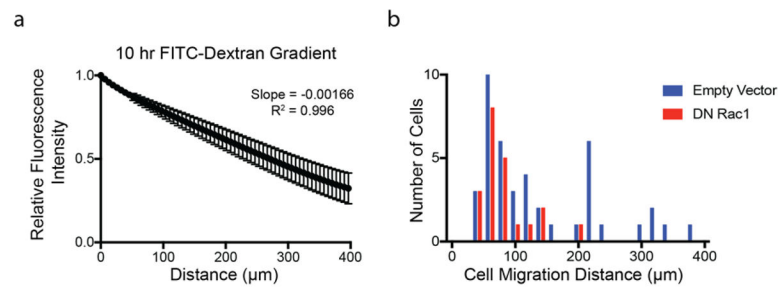 a
10 hr FITC-Dextran Gradient
Relative Fluorescence
Intensity
1.0
0.5
0.0
Slope = -0.00166
R² = 0.996
0
100
200
300
400
Distance (μm)
b
Number of Cells
10
5
0
Empty Vector
DN Rac1
0
100
200
300
400
Cell Migration Distance (μm)